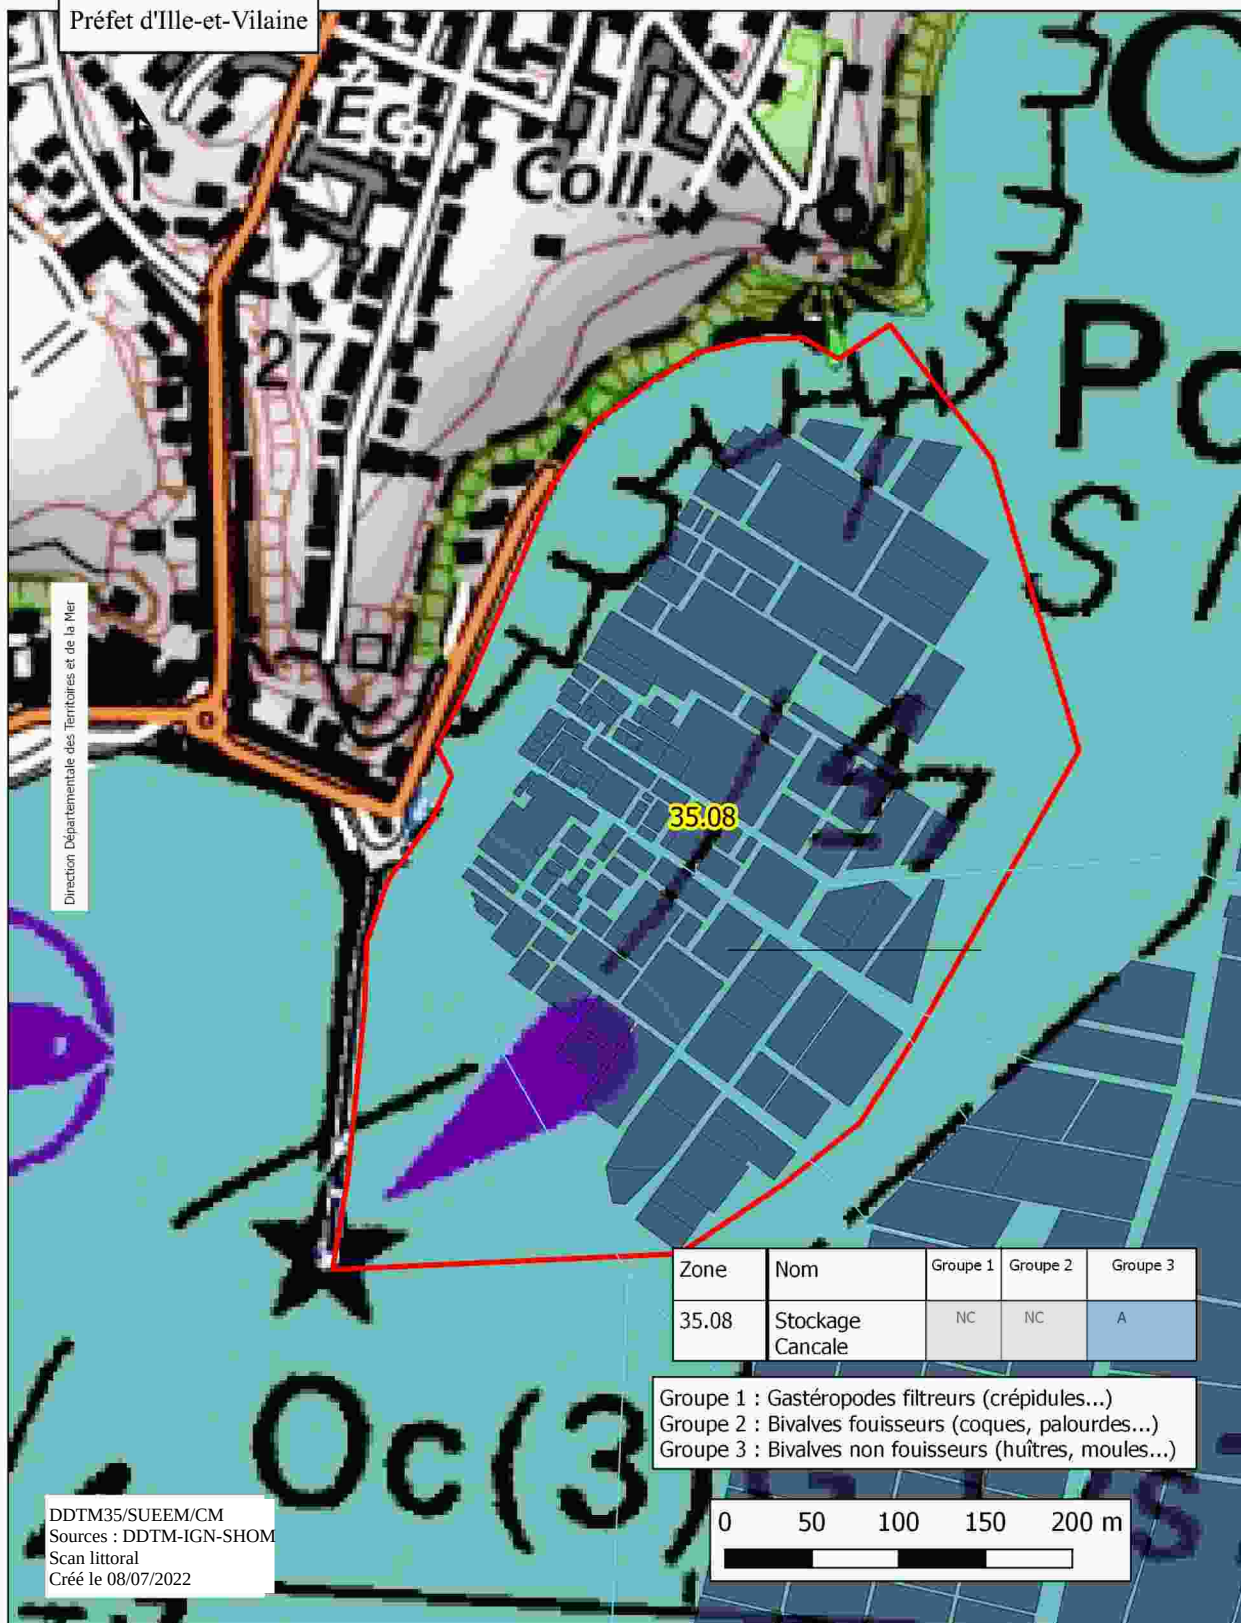 Préfet d'Ille-et-Vilaine
C
Éc.
Coll.
27
Po
S
Direction Départementale des Territoires et de la Mer
35.08
Zone Nom Groupe 1 Groupe 2 Groupe 3
35.08 Stockage NC NC A
Cancale
Groupe 1 : Gastéropodes filtreurs (crépidules...)
Groupe 2 : Bivalves fouisseurs (coques, palourdes...)
Groupe 3 : Bivalves non fouisseurs (huîtres, moules...)
Oc(3)
0 50 100 150 200 m
DDTM35/SUEEM/CM
Sources : DDTM-IGN-SHOM
Scan littoral
Créé le 08/07/2022